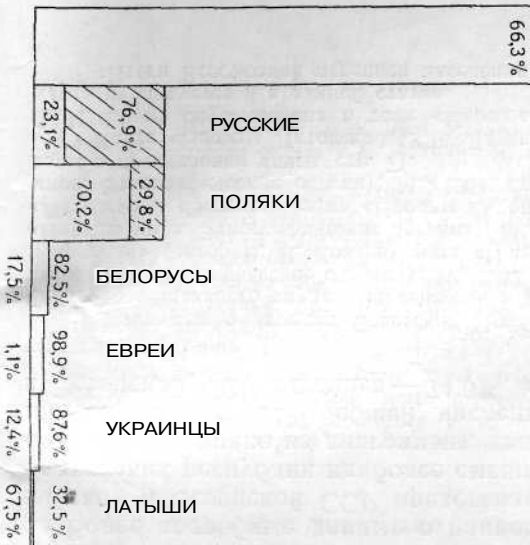 66,3%
23,1% 76,9% РУССКИЕ
70,2% 29,8% ПОЛЯКИ
17,5% 82,5% БЕЛОРУСЫ
1,1% 98,9% ЕВРЕИ
12,4% 87,6% УКРАИНЦЫ
67,5% 32,5% ЛАТЫШИ